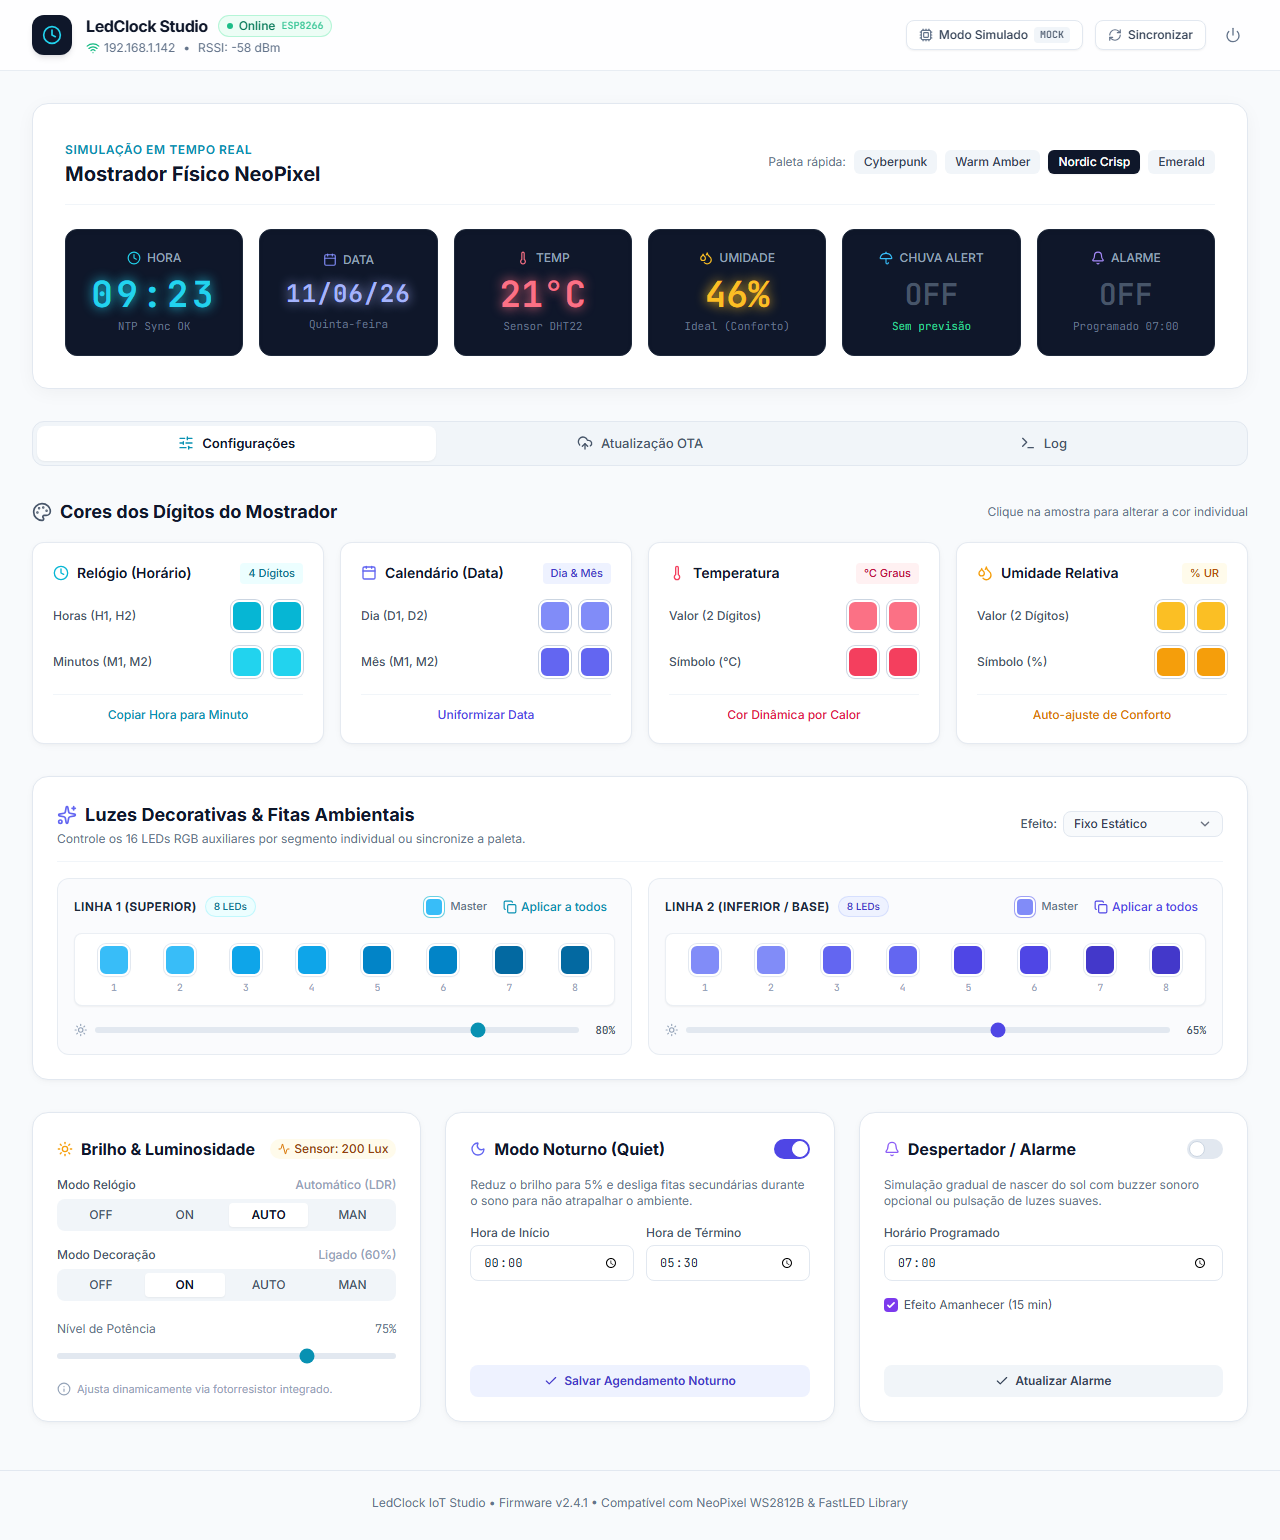 LedClock Studio
Online ESP8266
192.168.1.142 • RSSI: -58 dBm
Modo Simulado MOCK
Sincronizar
SIMULAÇÃO EM TEMPO REAL
Mostrador Físico NeoPixel
Paleta rápida: Cyberpunk Warm Amber Nordic Crisp Emerald
HORA
09:23
NTP Sync OK
DATA
11/06/26
Quinta-feira
TEMP
21°C
Sensor DHT22
UMIDADE
46%
Ideal (Conforto)
CHUVA ALERT
OFF
Sem previsão
ALARME
OFF
Programado 07:00
Configurações
Atualização OTA
Log
Cores dos Dígitos do Mostrador
Clique na amostra para alterar a cor individual
Relógio (Horário) 4 Dígitos
Horas (H1, H2)
Minutos (M1, M2)
Copiar Hora para Minuto
Calendário (Data) Dia & Mês
Dia (D1, D2)
Mês (M1, M2)
Uniformizar Data
Temperatura °C Graus
Valor (2 Dígitos)
Símbolo (°C)
Cor Dinâmica por Calor
Umidade Relativa % UR
Valor (2 Dígitos)
Símbolo (%)
Auto-ajuste de Conforto
Luzes Decorativas & Fitas Ambientais
Controle os 16 LEDs RGB auxiliares por segmento individual ou sincronize a paleta.
Efeito: Fixo Estático
LINHA 1 (SUPERIOR) 8 LEDs Master Aplicar a todos
1 2 3 4 5 6 7 8
80%
LINHA 2 (INFERIOR / BASE) 8 LEDs Master Aplicar a todos
1 2 3 4 5 6 7 8
65%
Brilho & Luminosidade Sensor: 200 Lux
Modo Relógio Automático (LDR)
OFF ON AUTO MAN
Modo Decoração Ligado (60%)
OFF ON AUTO MAN
Nível de Potência 75%
Ajusta dinamicamente via fotorresistor integrado.
Modo Noturno (Quiet)
Reduz o brilho para 5% e desliga fitas secundárias durante
o sono para não atrapalhar o ambiente.
Hora de Início Hora de Término
00:00 05:30
Salvar Agendamento Noturno
Despertador / Alarme
Simulação gradual de nascer do sol com buzzer sonoro
opcional ou pulsação de luzes suaves.
Horário Programado
07:00
Efeito Amanhecer (15 min)
Atualizar Alarme
LedClock IoT Studio • Firmware v2.4.1 • Compatível com NeoPixel WS2812B & FastLED Library